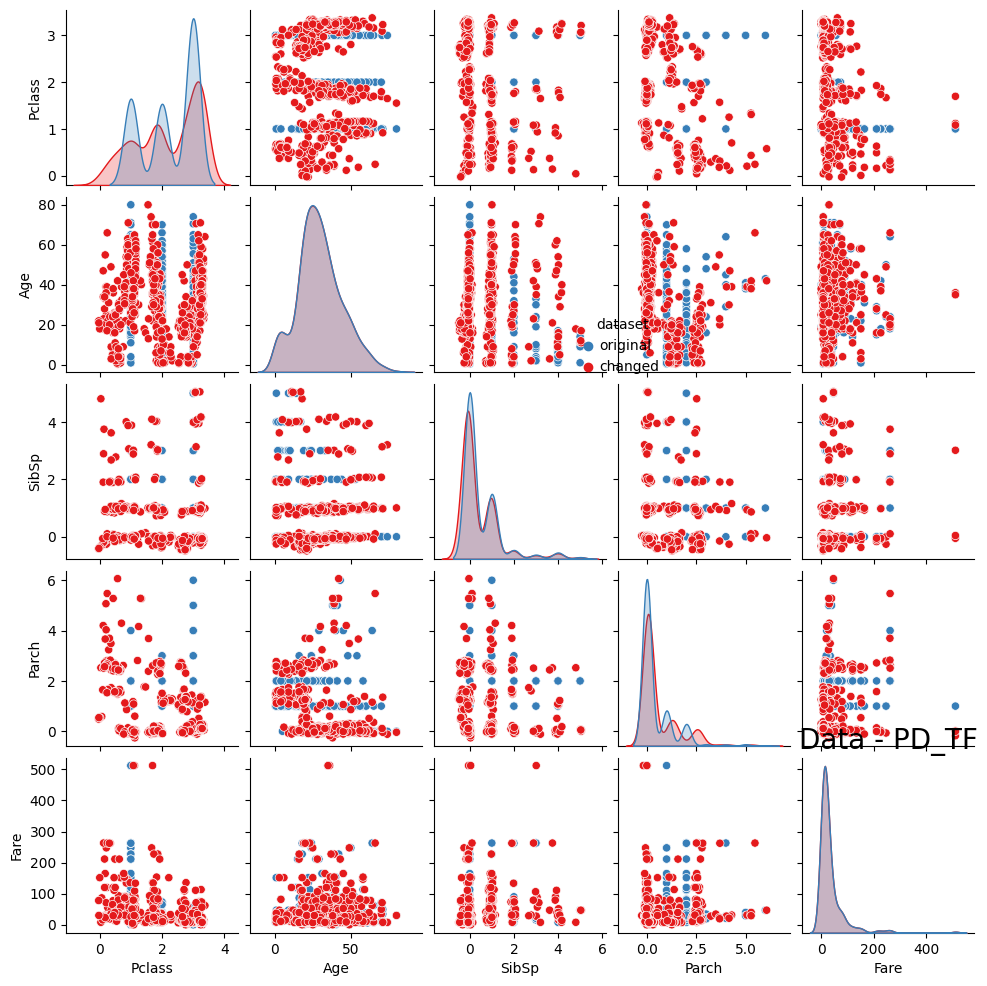 3
2
1
0
Pclass
80
60
40
20
0
Age
dataset
original
changed
4
2
0
SibSp
6
4
2
0
Parch
Data - PD_TF
500
400
300
200
100
0
Fare
0 2 4
0 50
0 2 4 6
0.0 2.5 5.0
0 200 400
Pclass Age SibSp Parch Fare